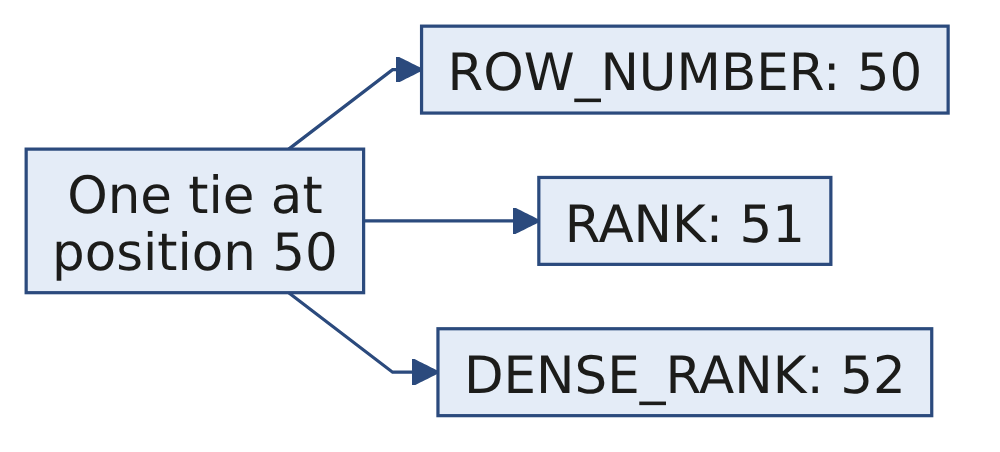 ROW_NUMBER: 50
One tie at
position 50
RANK: 51
DENSE_RANK: 52